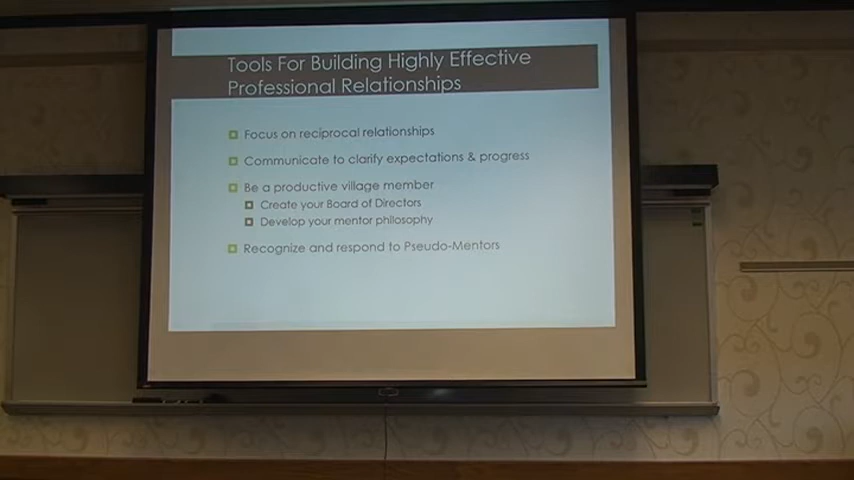 Tools For Building Highly Effective
Professional Relationships
Focus on reciprocal relationships
Communicate to clarify expectations & progress
Be a productive village member
Create your Board of Directors
Develop your mentor philosophy
Recognize and respond to Pseudo-Mentors